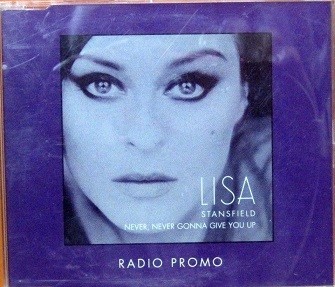 LISA
STANSFIELD
NEVER, NEVER GONNA GIVE YOU UP
RADIO PROMO